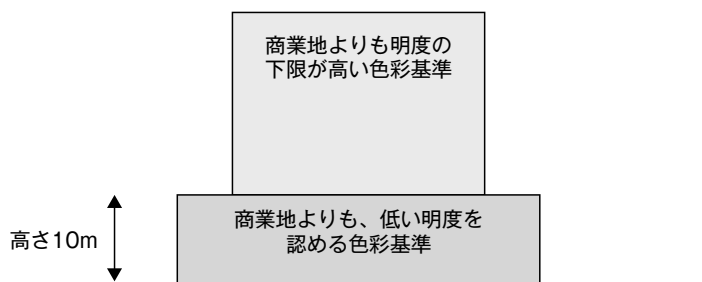 商業地よりも明度の
下限が高い色彩基準
商業地よりも、低い明度を
認める色彩基準
高さ10m